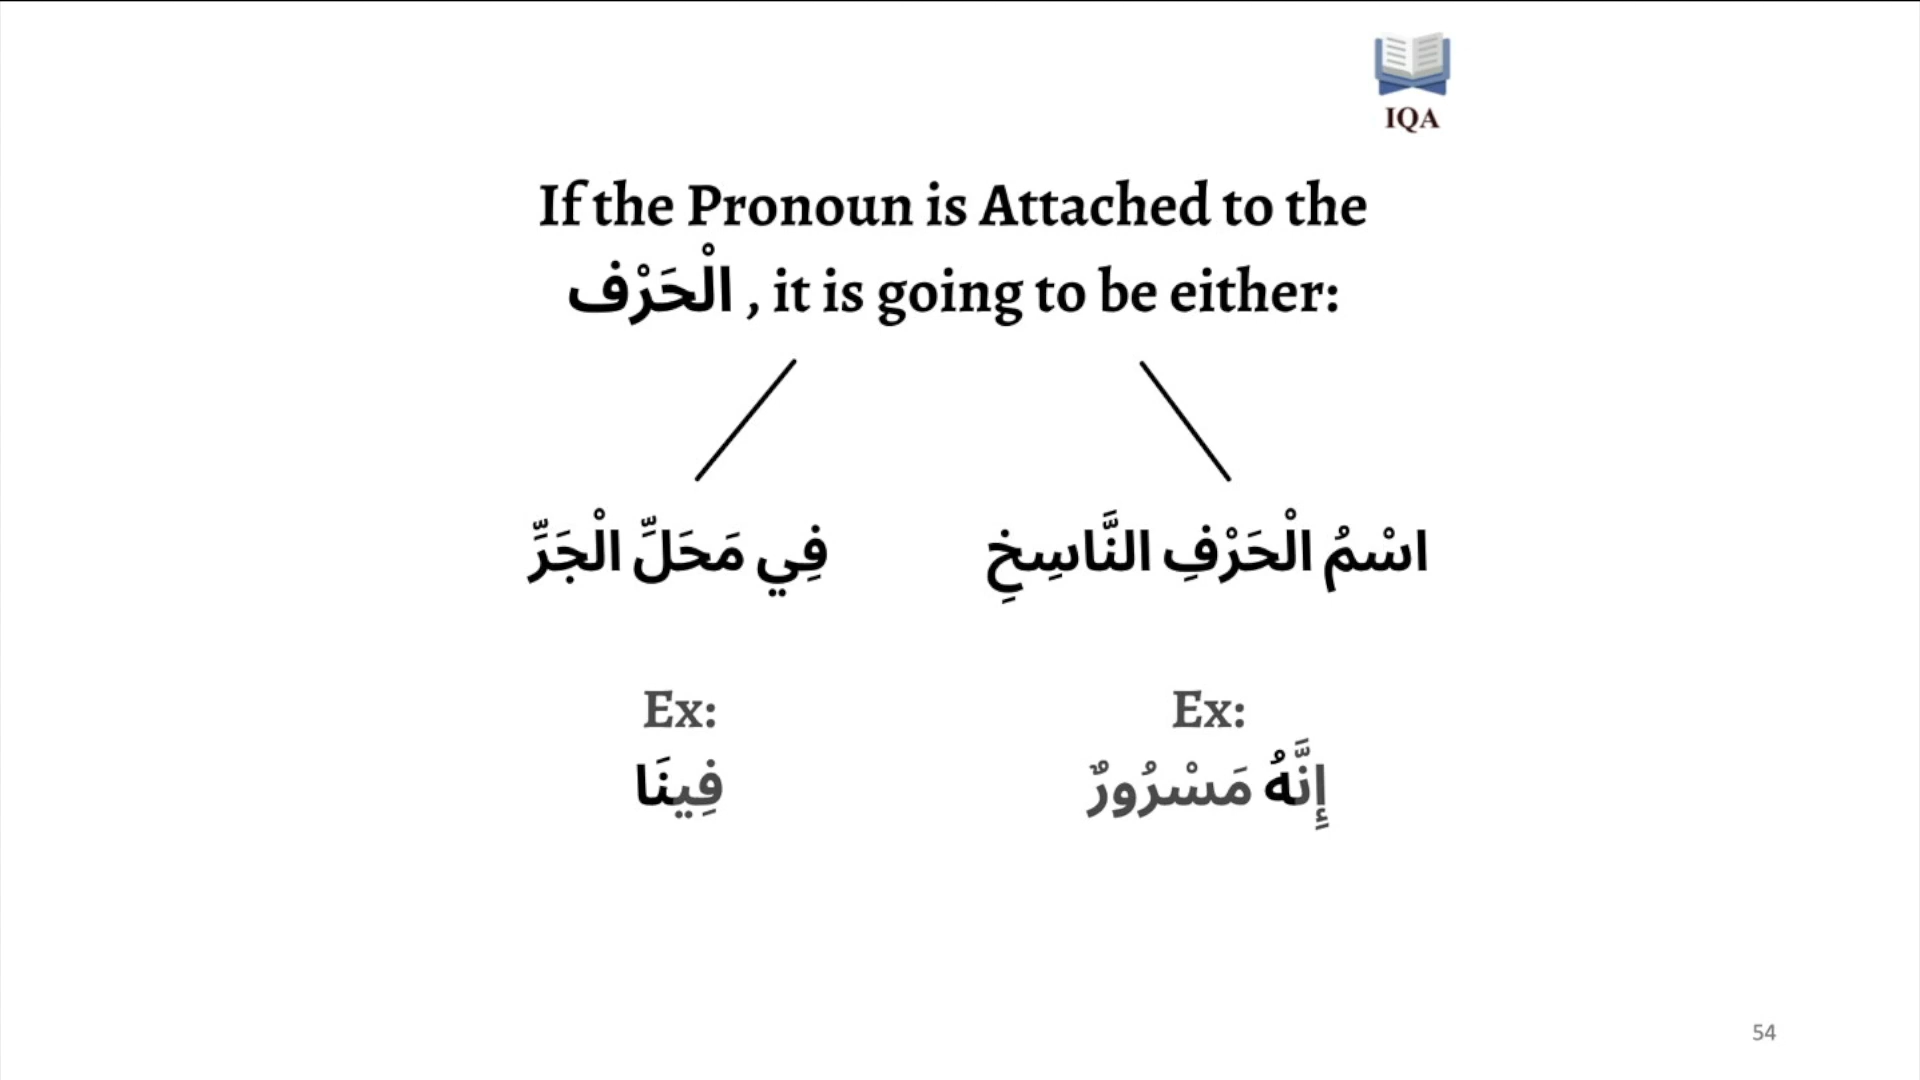 IQA
If the Pronoun is Attached to the
الْحَرْف , it is going to be either:
فِي مَحَلِّ الْجَرِّ
اسْمُ الْحَرْفِ النَّاسِخِ
Ex:
Ex:
فِينَا
إِنَّهُ مَسْرُورٌ
54